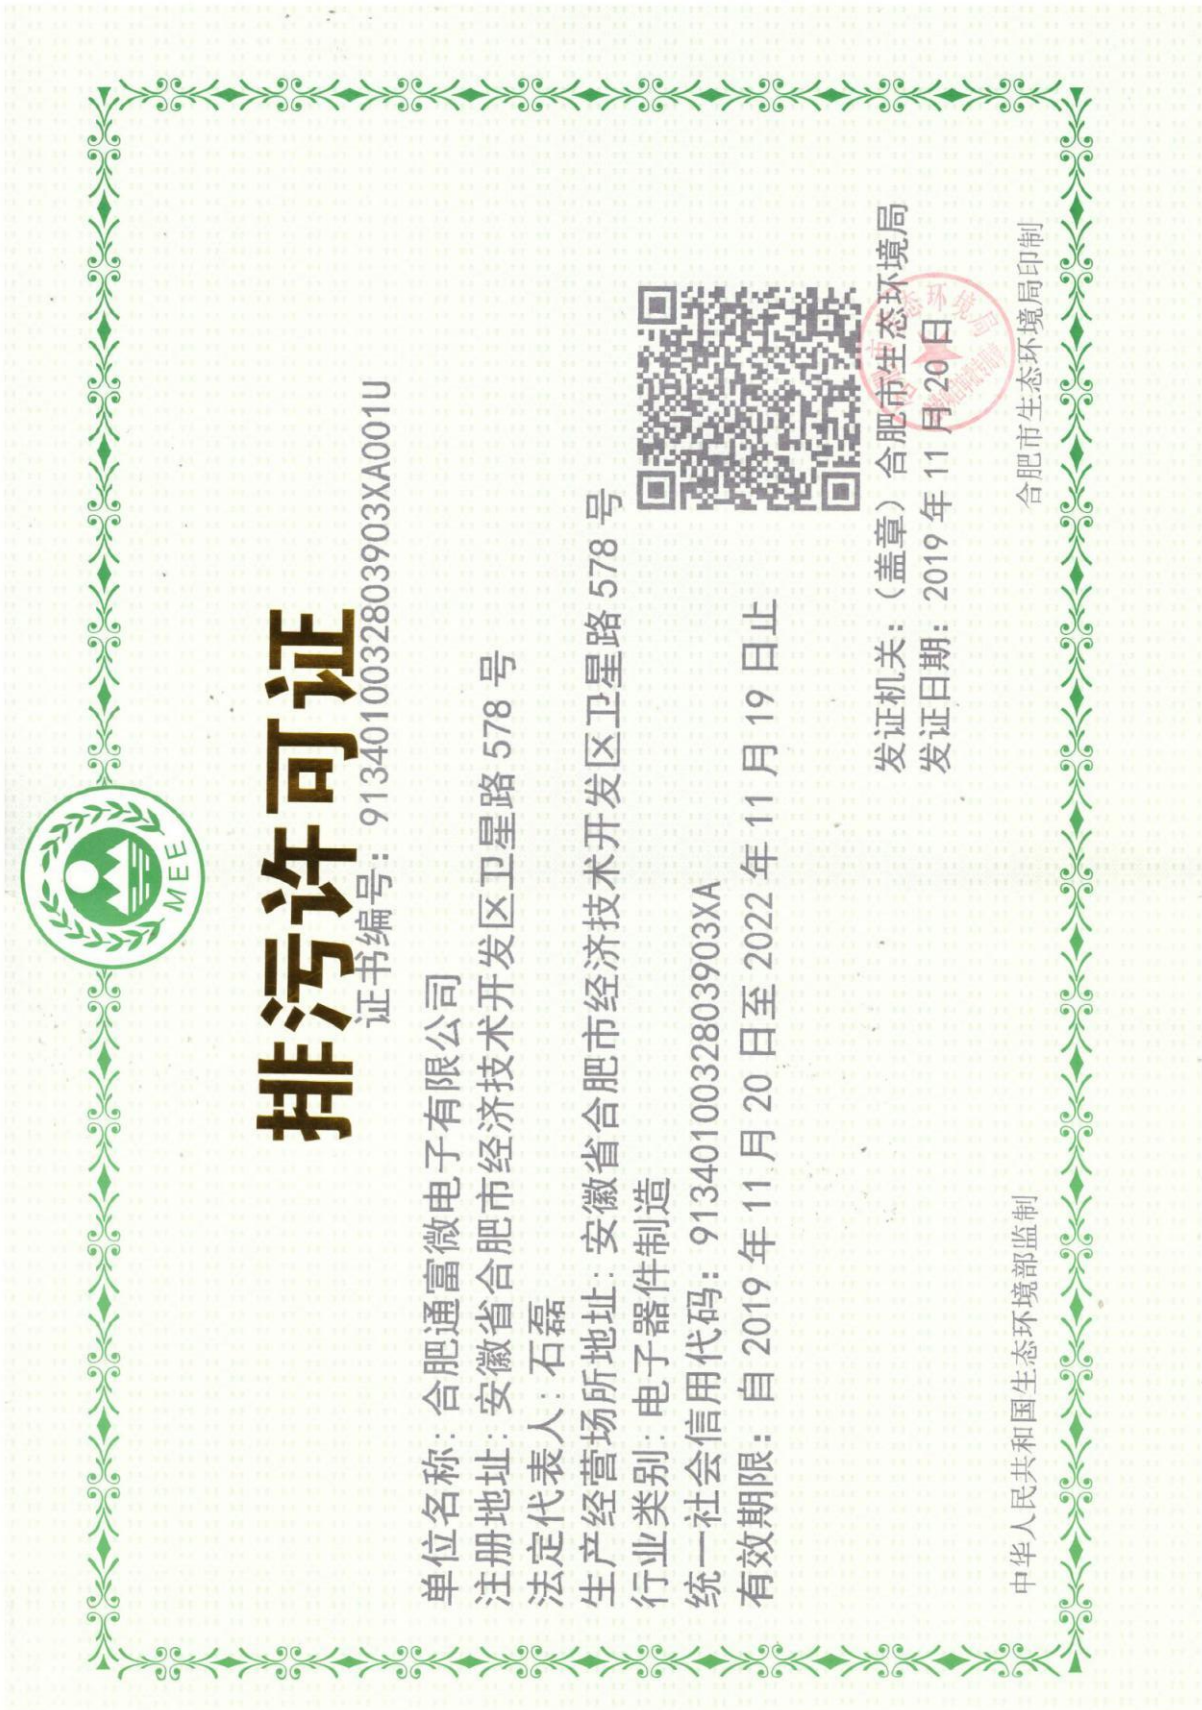 MEE
排污许可证
证书编号：91340100328039​03XA001U
单位名称：合肥通富微电子有限公司
注册地址：安徽省合肥市经济技术开发区卫星路 578 号
法定代表人：石磊
生产经营场所地址：安徽省合肥市经济技术开发区卫星路 578 号
行业类别：电子器件制造
统一社会信用代码：9134010032803903XA
有效期限：自 2019 年 11 月 20 日至 2022 年 11 月 19 日止
发证机关：（盖章）合肥市生态环境局
发证日期：2019 年 11 月 20 日
中华人民共和国生态环境部监制
合肥市生态环境局印制